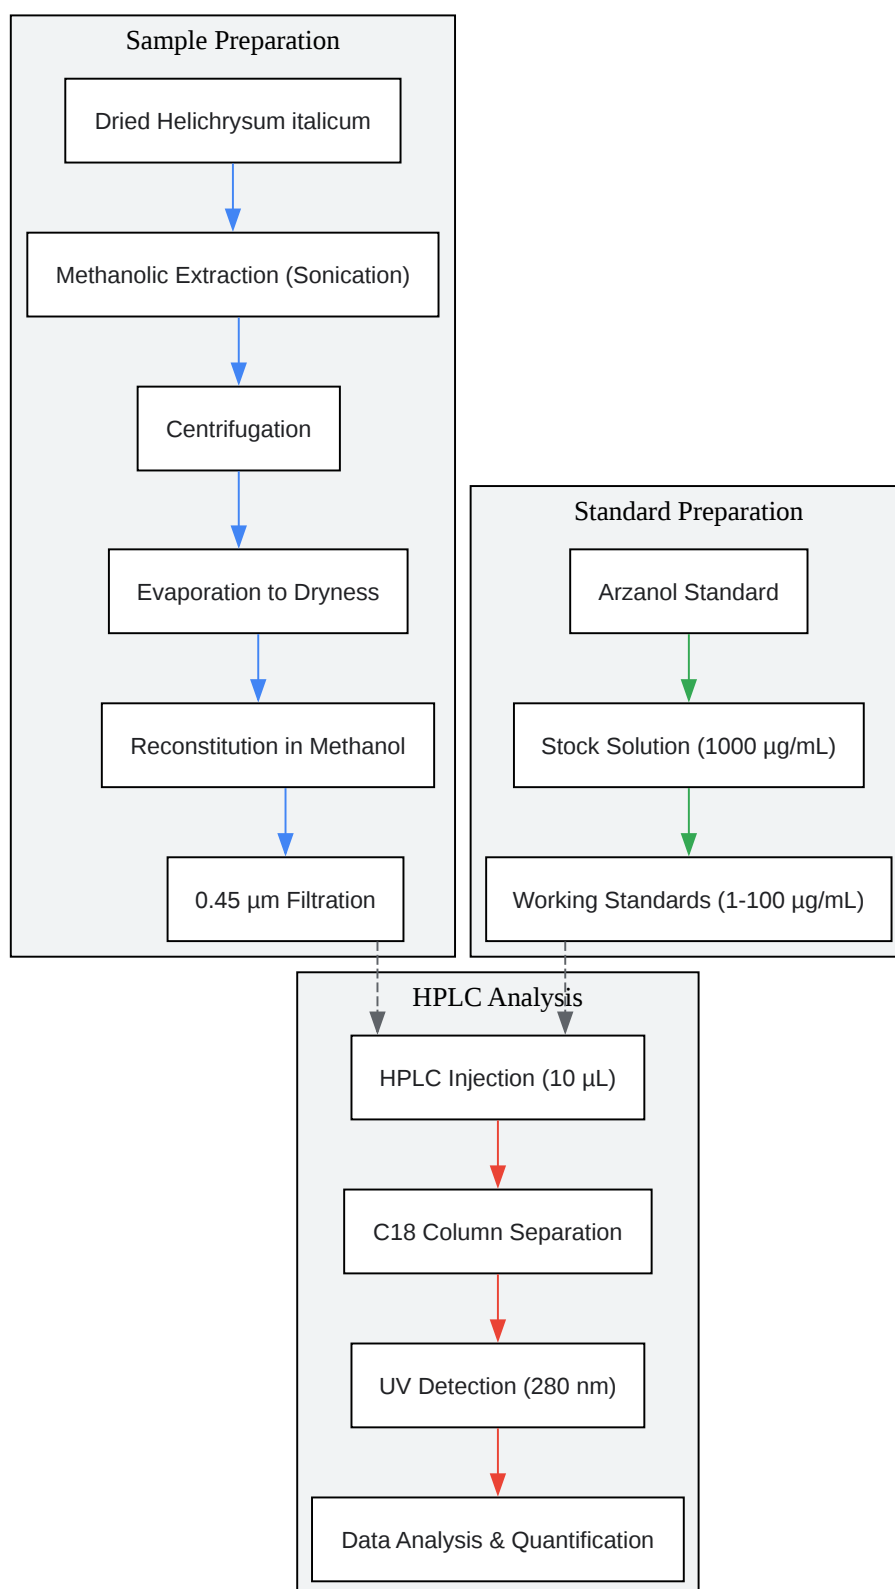 Sample Preparation
Dried Helichrysum italicum
Methanolic Extraction (Sonication)
Centrifugation
Evaporation to Dryness
Reconstitution in Methanol
0.45 µm Filtration
Standard Preparation
Arzanol Standard
Stock Solution (1000 µg/mL)
Working Standards (1-100 µg/mL)
HPLC Analysis
HPLC Injection (10 µL)
C18 Column Separation
UV Detection (280 nm)
Data Analysis & Quantification